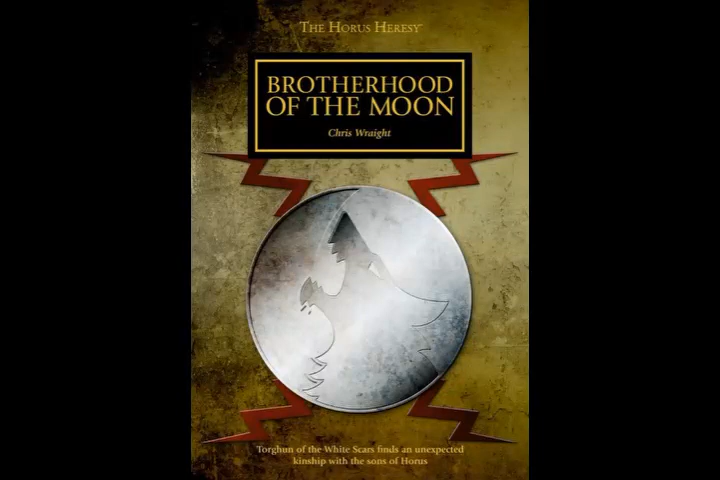 THE HORUS HERESY™
BROTHERHOOD
OF THE MOON
Chris Wraight
Torghun of the White Scars finds an unexpected
kinship with the sons of Horus